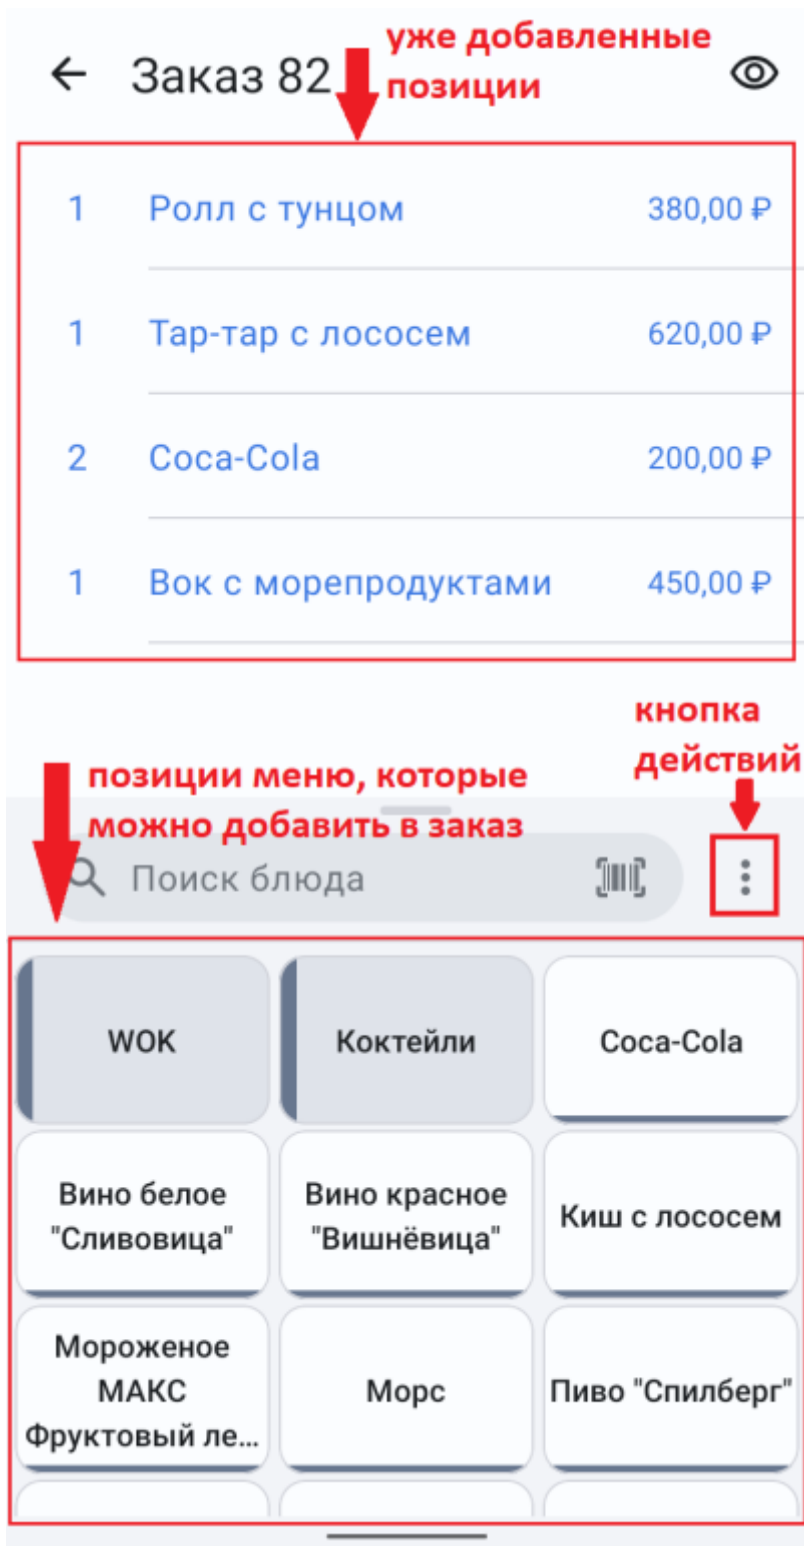 уже добавленные
позиции
Заказ 82
1 Ролл с тунцом 380,00 ₽
1 Тар-тар с лососем 620,00 ₽
2 Coca-Cola 200,00 ₽
1 Вок с морепродуктами 450,00 ₽
кнопка
действий
позиции меню, которые
можно добавить в заказ
Поиск блюда
WOK
Коктейли
Coca-Cola
Вино белое
"Сливовица"
Вино красное
"Вишнёвица"
Киш с лососем
Мороженое
МАКС
Фруктовый ле...
Морс
Пиво "Спилберг"